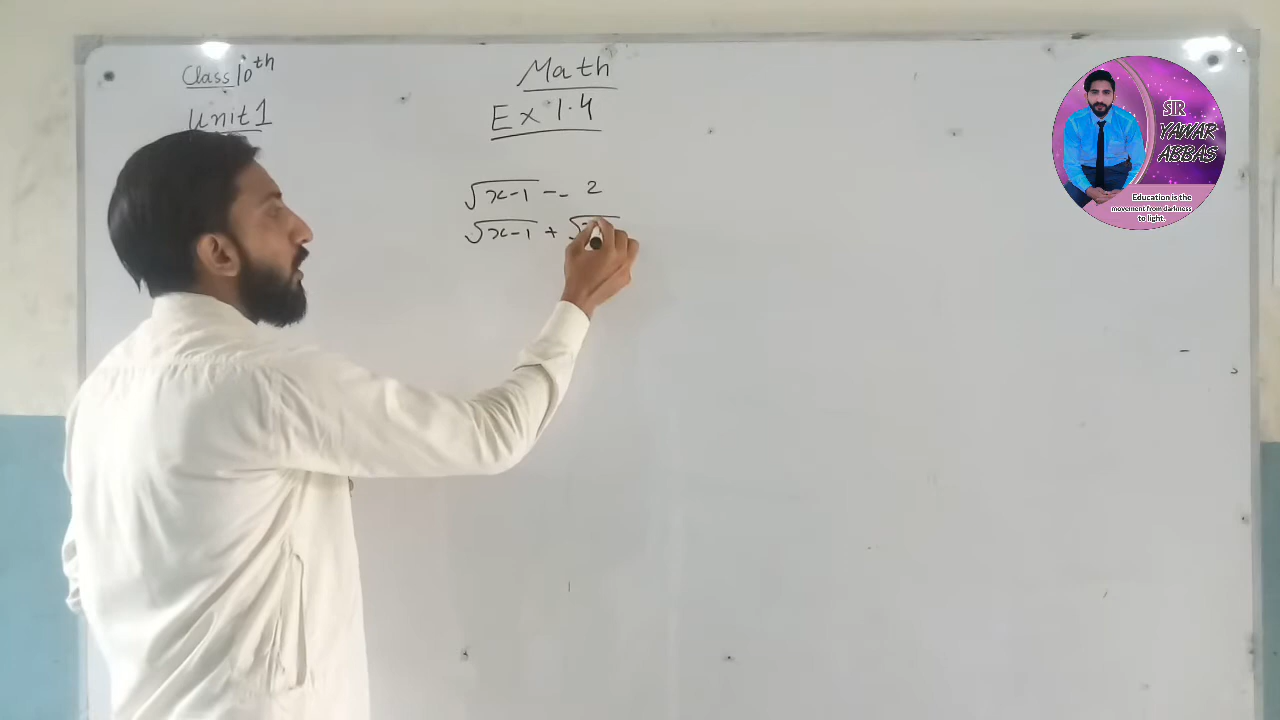 Class 10th
Math
Unit 1
Ex 1.4
√x-1 -- 2
√x-1 + √
SIR
YAWAR
ABBAS
Education is the
movement from darkness
to light.